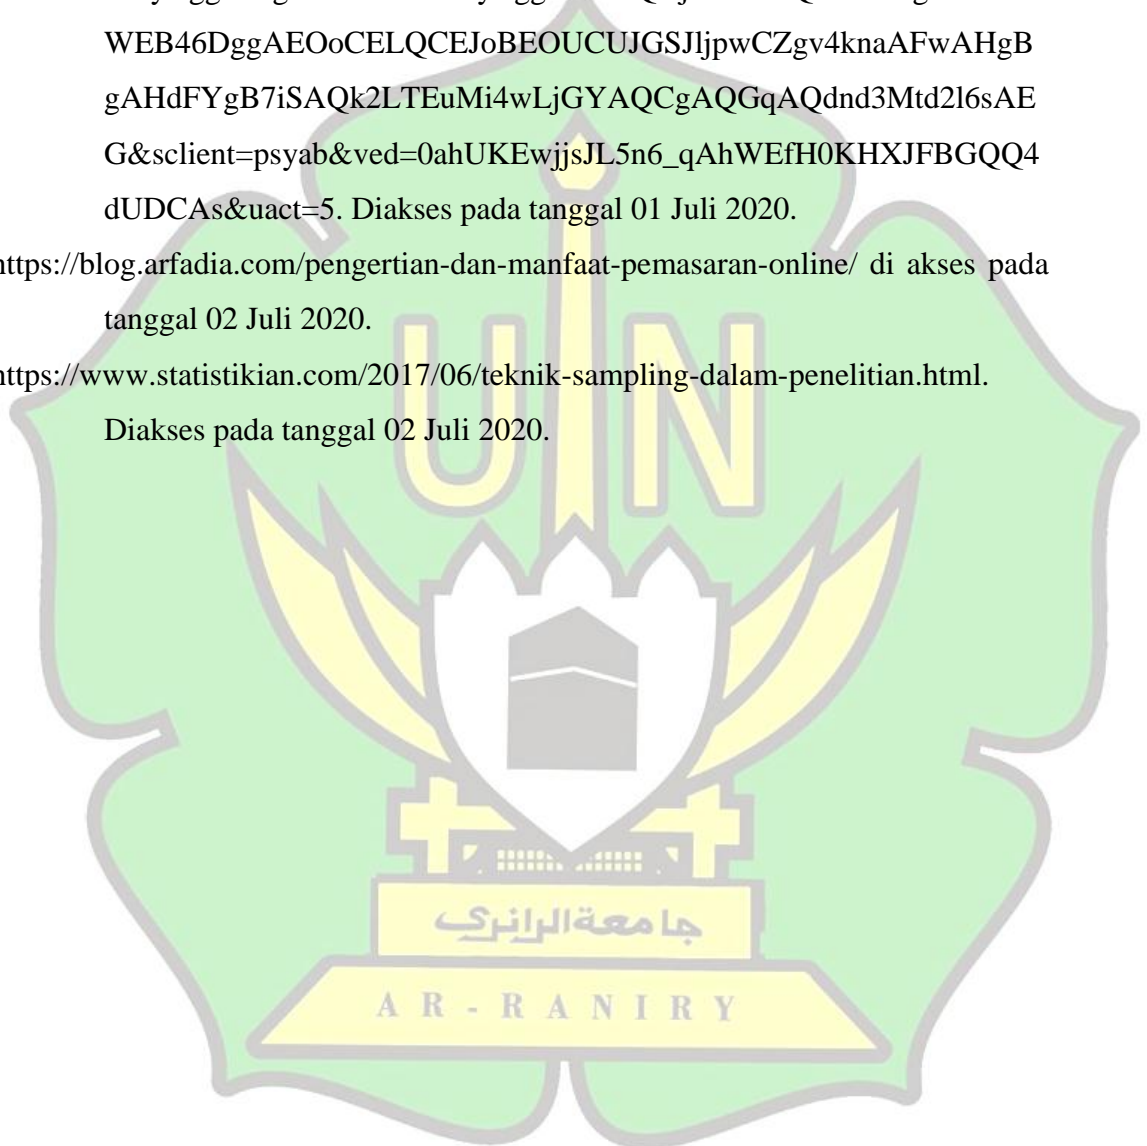 WEB46DggAEOoCELQCEJoBEOUCUJGSJljpwCZgv4knaAFwAHgB
gAHdFYgB7iSAQk2LTEuMi4wLjGYAQCgAQGqAQdnd3Mtd2l6sAE
G&sclient=psyab&ved=0ahUKEwjjsJL5n6_qAhWEfH0KHXJFBGQQ4
dUDCAs&uact=5. Diakses pada tanggal 01 Juli 2020.
https://blog.arfadia.com/pengertian-dan-manfaat-pemasaran-online/ di akses pada
tanggal 02 Juli 2020.
https://www.statistikian.com/2017/06/teknik-sampling-dalam-penelitian.html.
Diakses pada tanggal 02 Juli 2020.
UIN
جامعةالرانري
AR-RANIRY